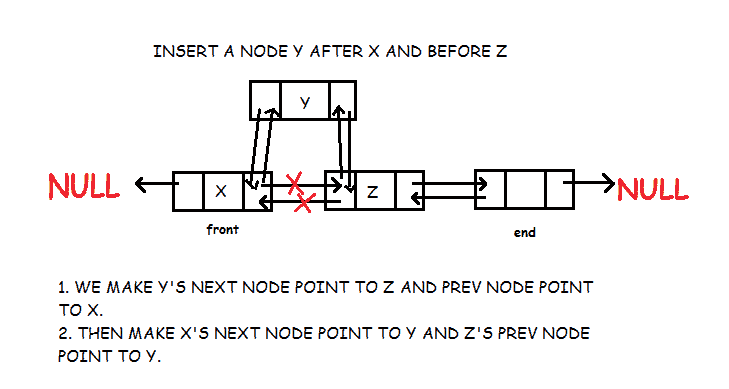 INSERT A NODE Y AFTER X AND BEFORE Z
Y
NULL
X
Z
NULL
front
end
1. WE MAKE Y'S NEXT NODE POINT TO Z AND PREV NODE POINT
TO X.
2. THEN MAKE X'S NEXT NODE POINT TO Y AND Z'S PREV NODE
POINT TO Y.